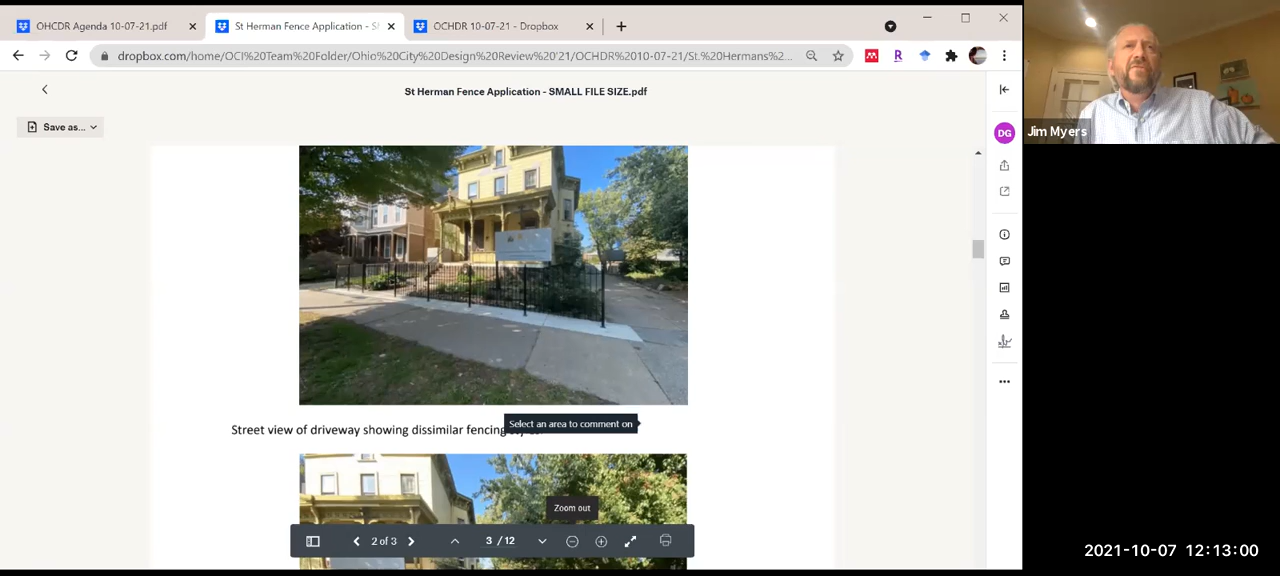 OHCDR Agenda 10-07-21.pdf
St Herman Fence Application - S
OCHDR 10-07-21 - Dropbox
dropbox.com/home/OCI%20Team%20Folder/Ohio%20City%20Design%20Review%20'21/OCHDR%2010-07-21/St.%20Hermans%2...
St Herman Fence Application - SMALL FILE SIZE.pdf
Save as...
DG
Jim Myers
Select an area to comment on
Street view of driveway showing dissimilar fencing
Zoom out
2 of 3
3 / 12
2021-10-07 12:13:00